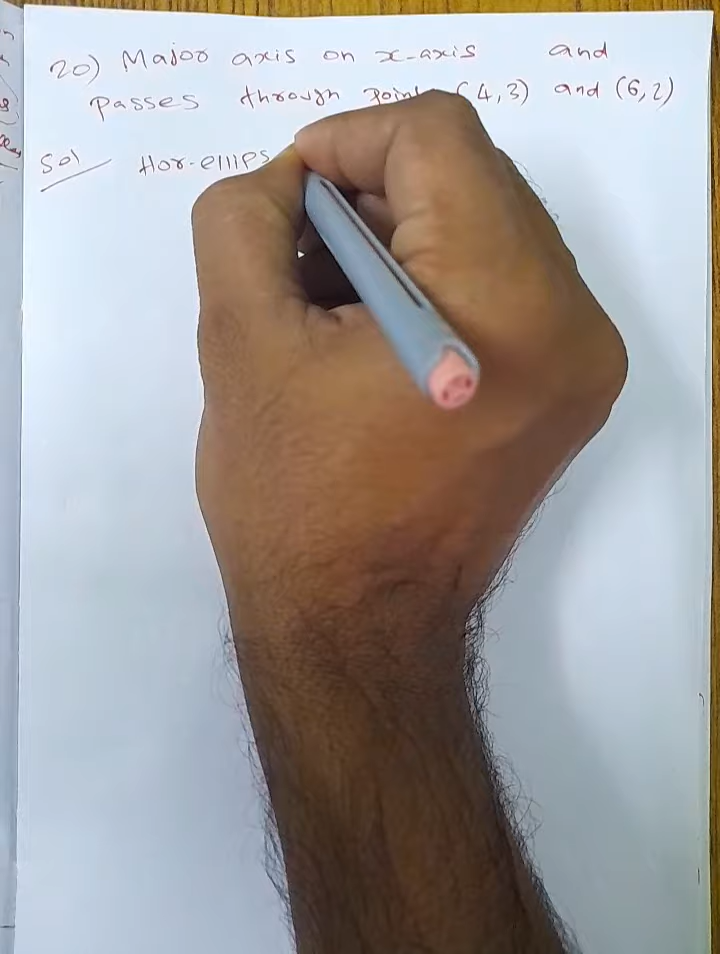 20) Major axis on x-axis and
passes through (4,3) and (6,2)
Sol Hor-ellips